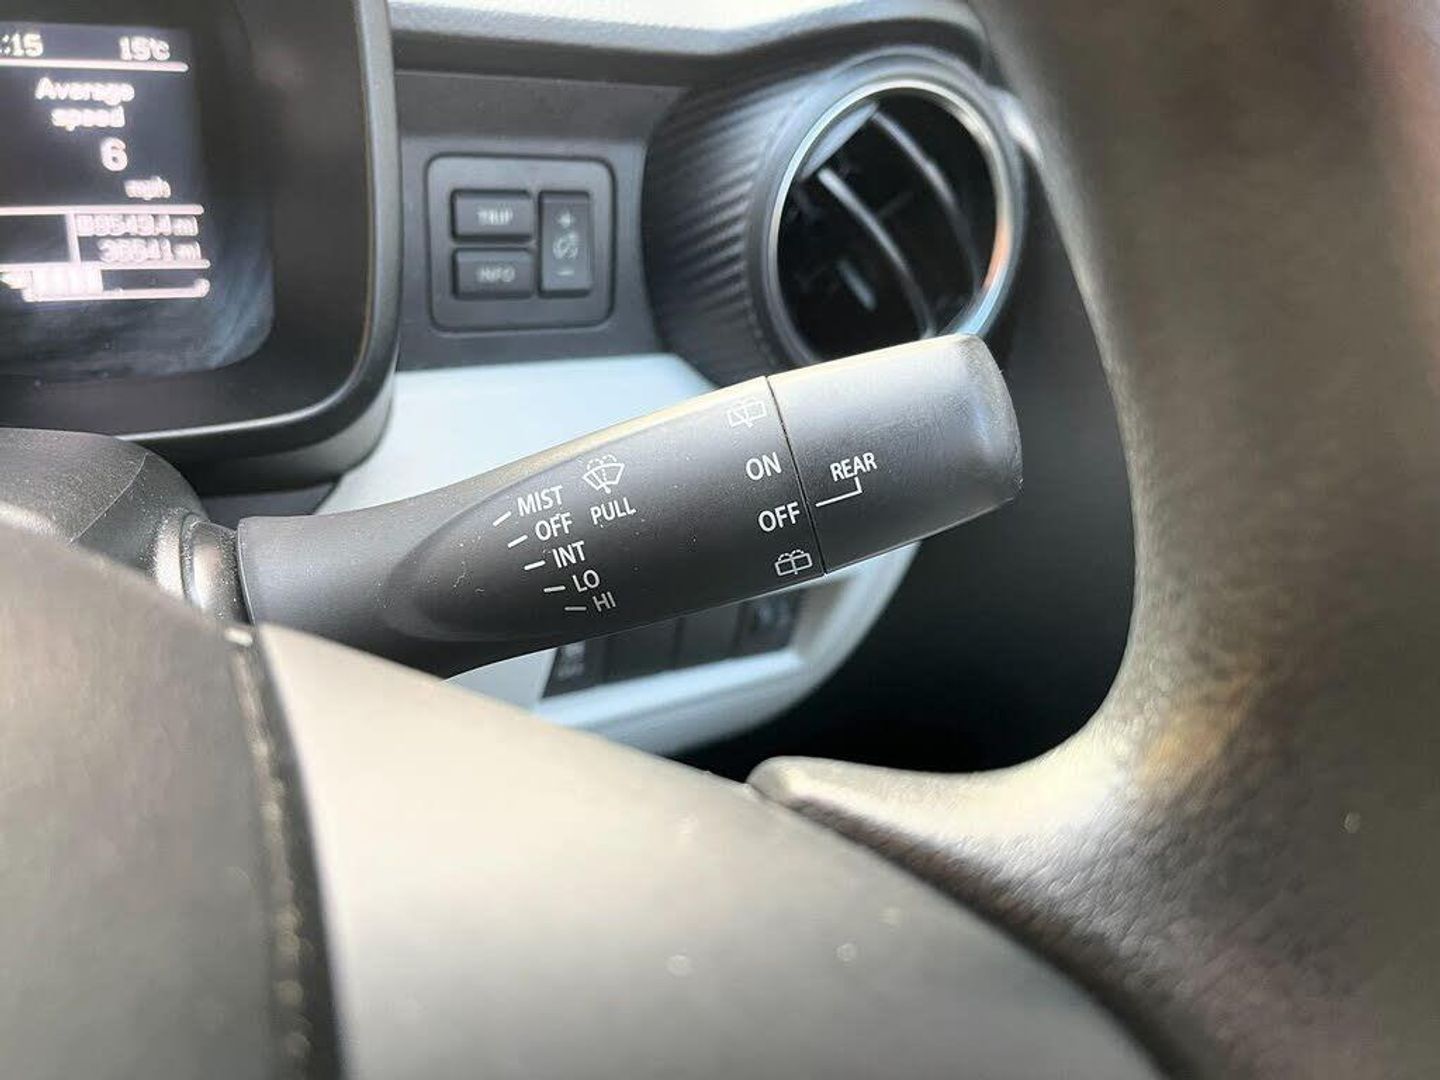 :15 15°C
Average
speed
6
mph
TRIP
INFO
+
-
MIST
OFF
INT
LO
HI
PULL
ON
OFF
REAR